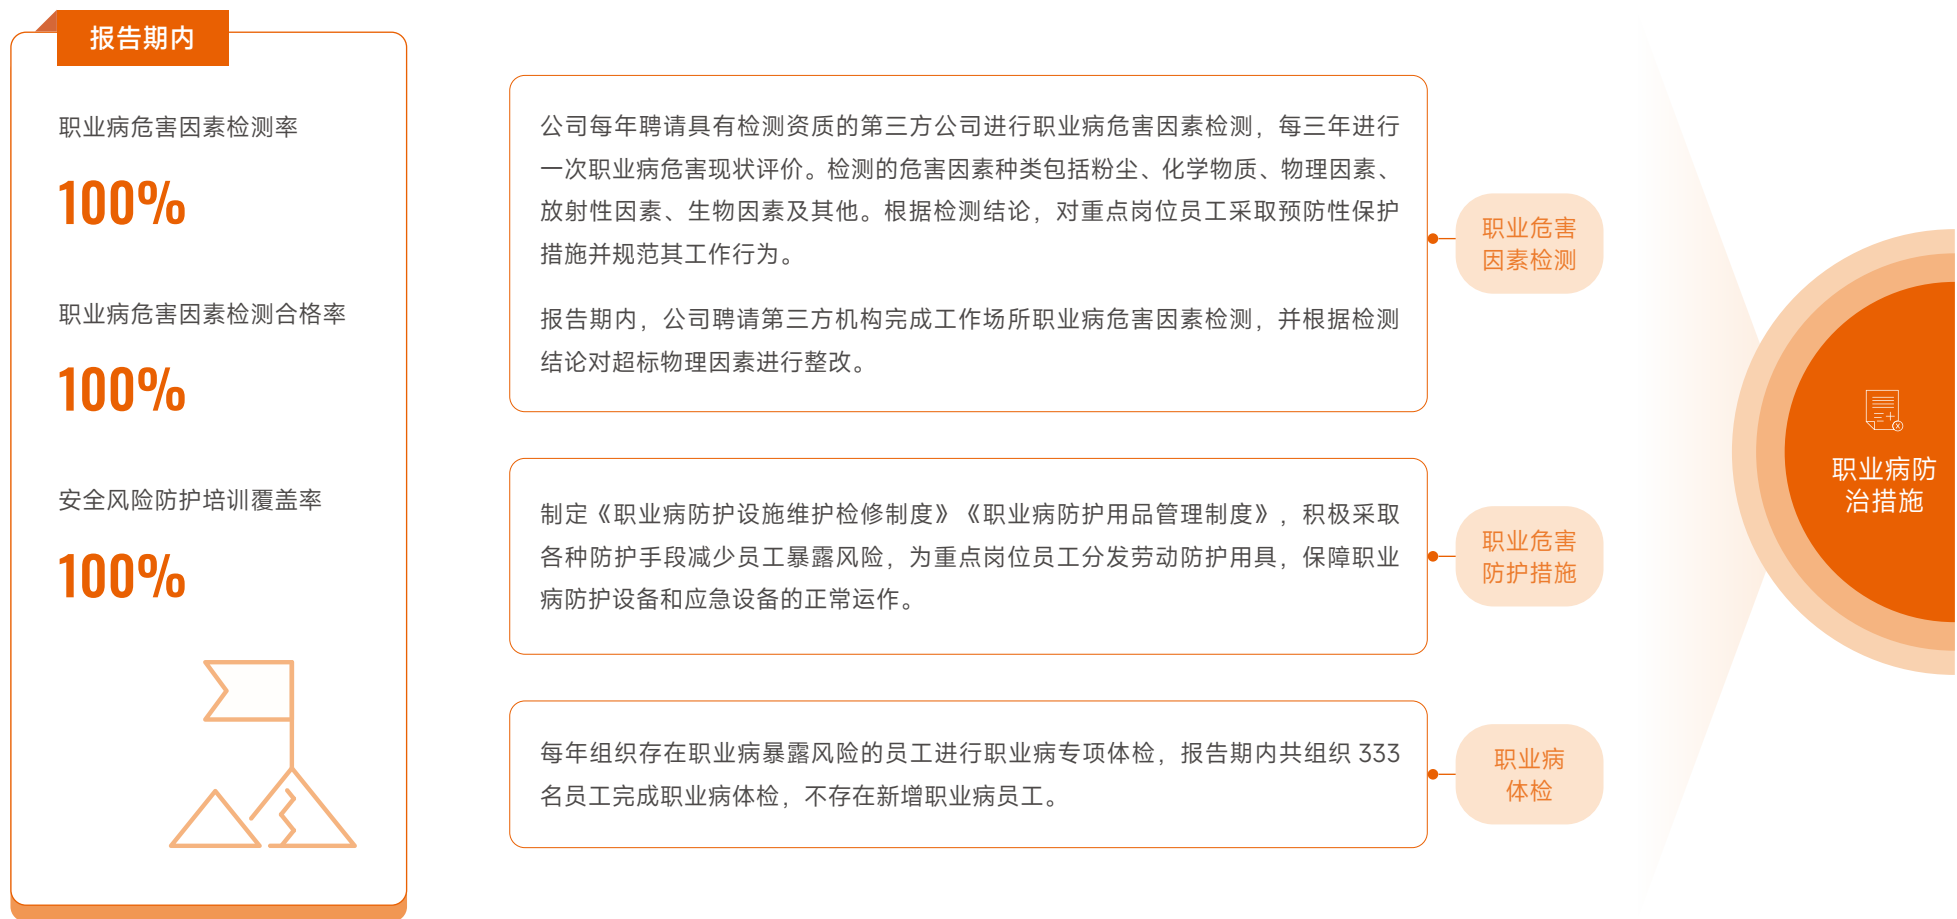 报告期内
职业病危害因素检测率
100%
职业病危害因素检测合格率
100%
安全风险防护培训覆盖率
100%
公司每年聘请具有检测资质的第三方公司进行职业病危害因素检测，每三年进行
一次职业病危害现状评价。检测的危害因素种类包括粉尘、化学物质、物理因素、
放射性因素、生物因素及其他。根据检测结论，对重点岗位员工采取预防性保护
措施并规范其工作行为。
报告期内，公司聘请第三方机构完成工作场所职业病危害因素检测，并根据检测
结论对超标物理因素进行整改。
职业危害
因素检测
制定《职业病防护设施维护检修制度》《职业病防护用品管理制度》，积极采取
各种防护手段减少员工暴露风险，为重点岗位员工分发劳动防护用具，保障职业
病防护设备和应急设备的正常运作。
职业危害
防护措施
每年组织存在职业病暴露风险的员工进行职业病专项体检，报告期内共组织 333
名员工完成职业病体检，不存在新增职业病员工。
职业病
体检
职业病防
治措施